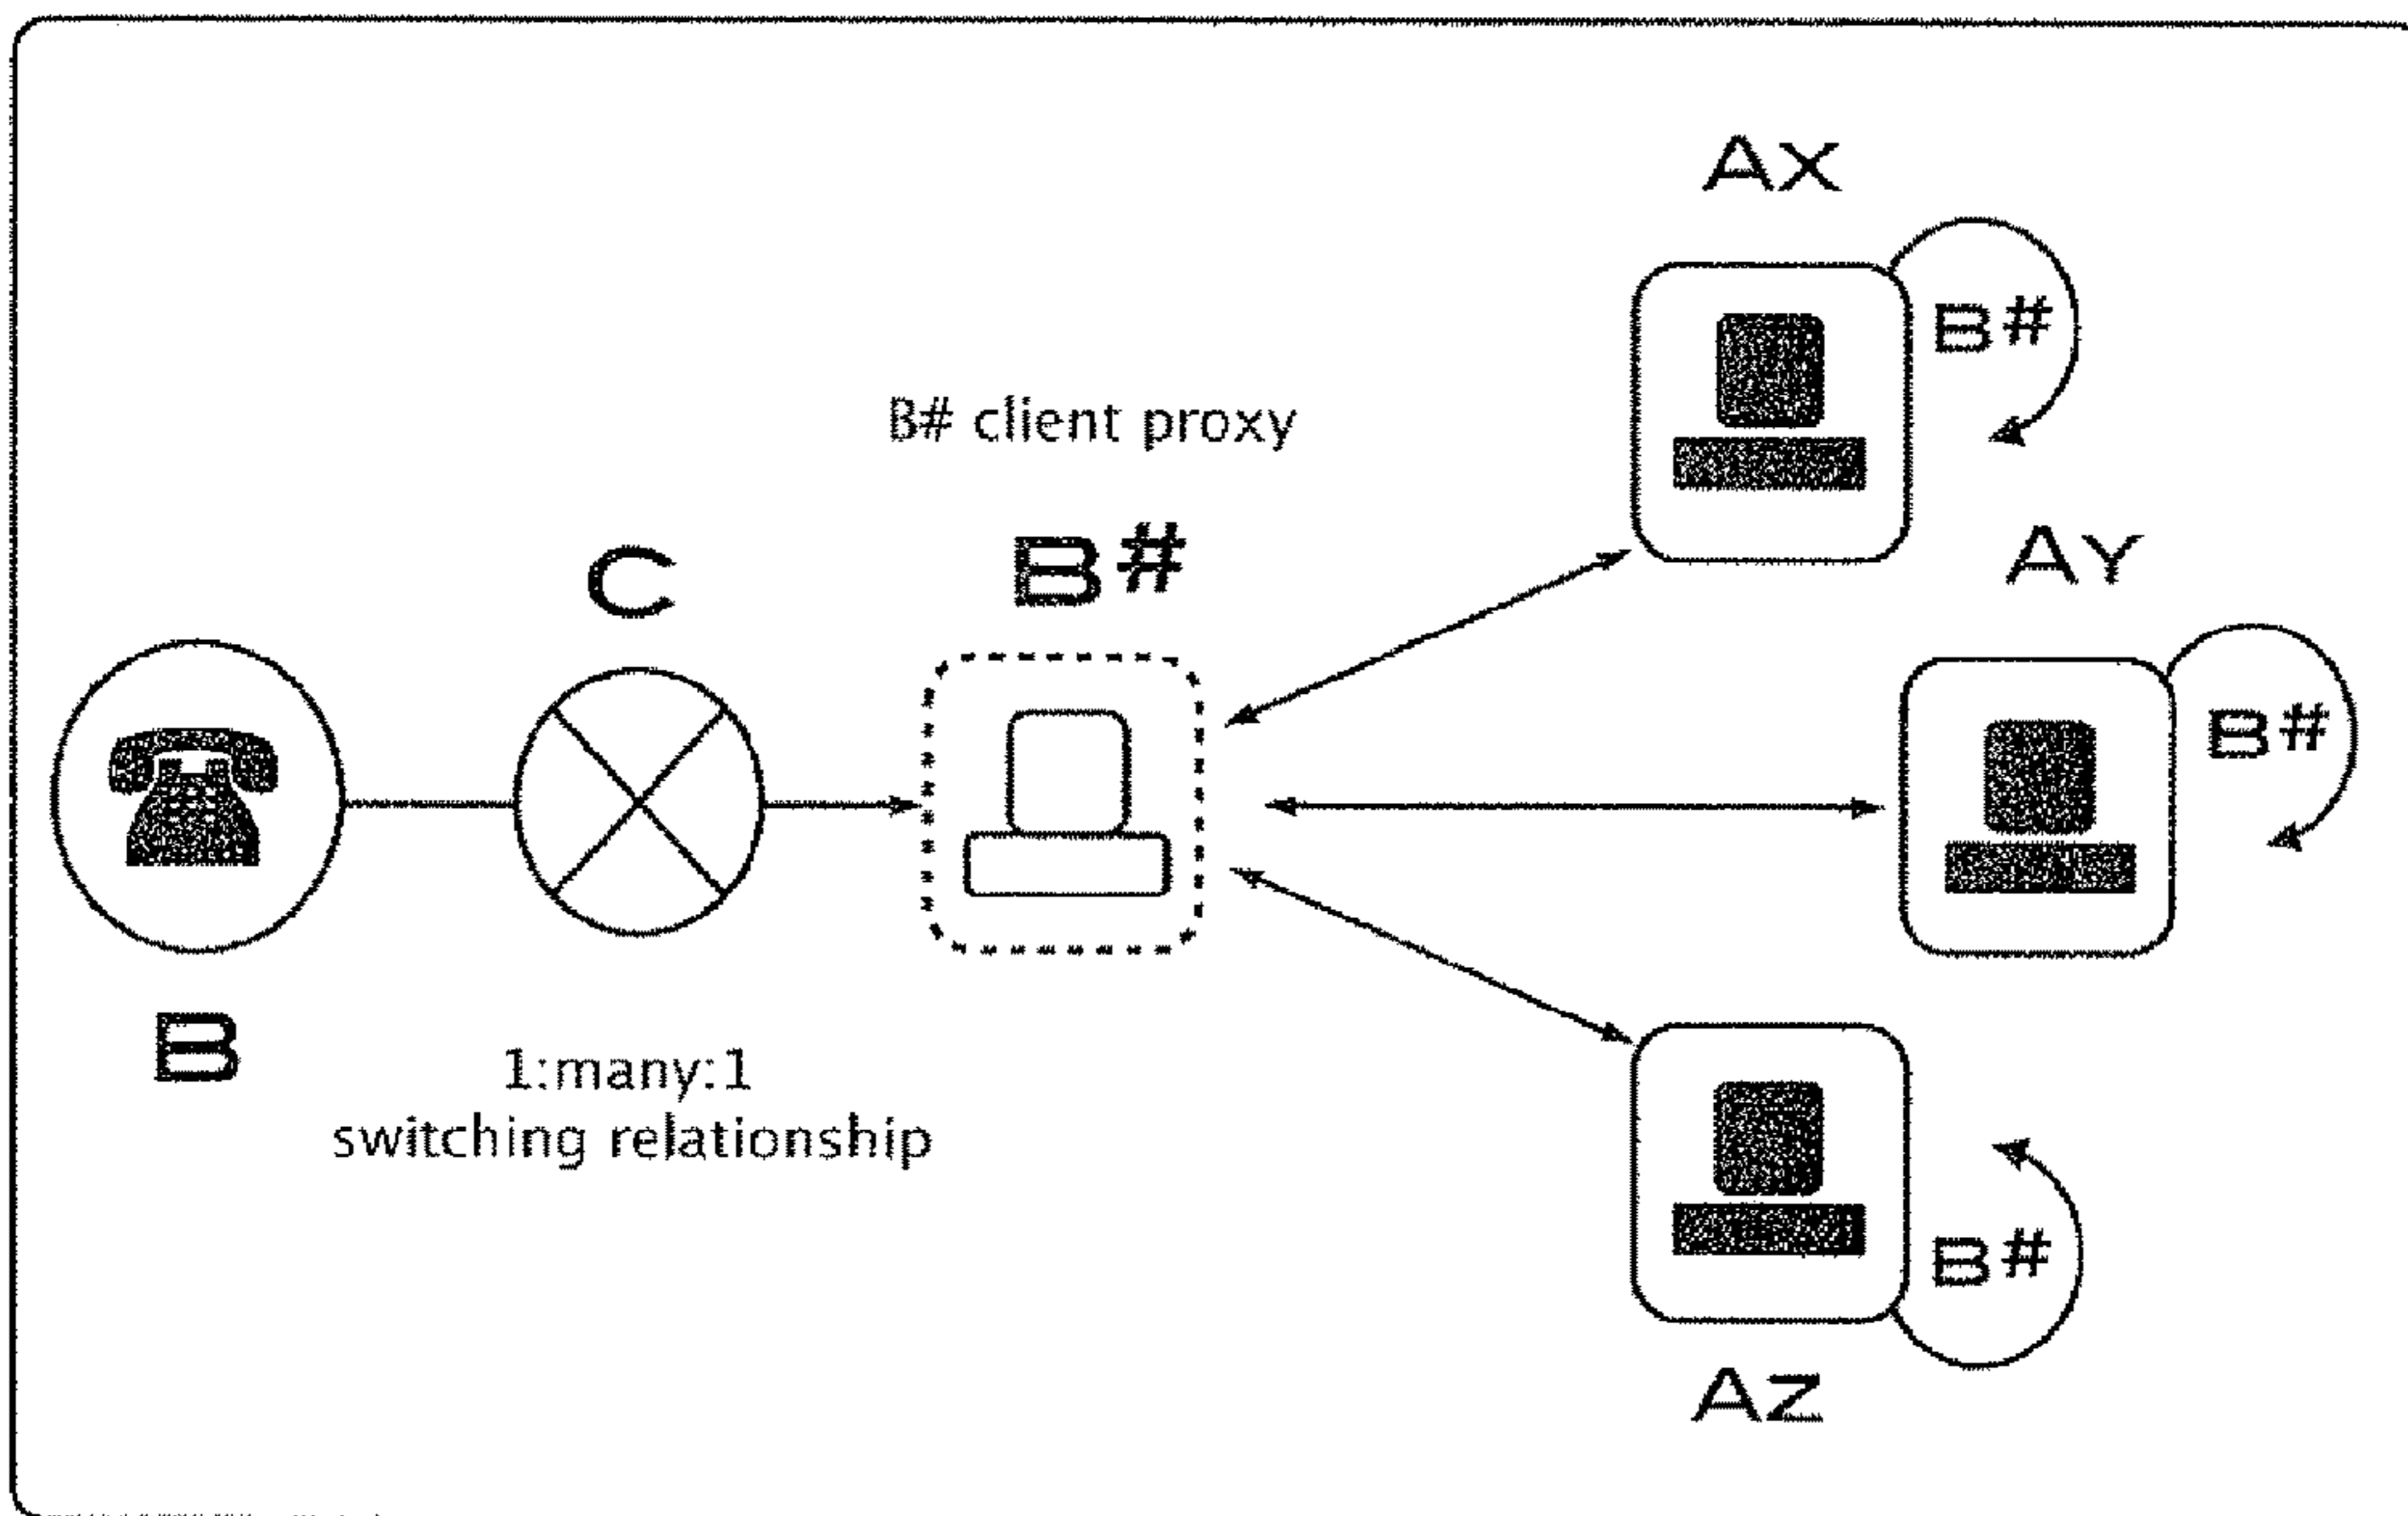 AX
B#
B# client proxy
C
B#
AY
B#
B
1:many:1
switching relationship
B#
AZ